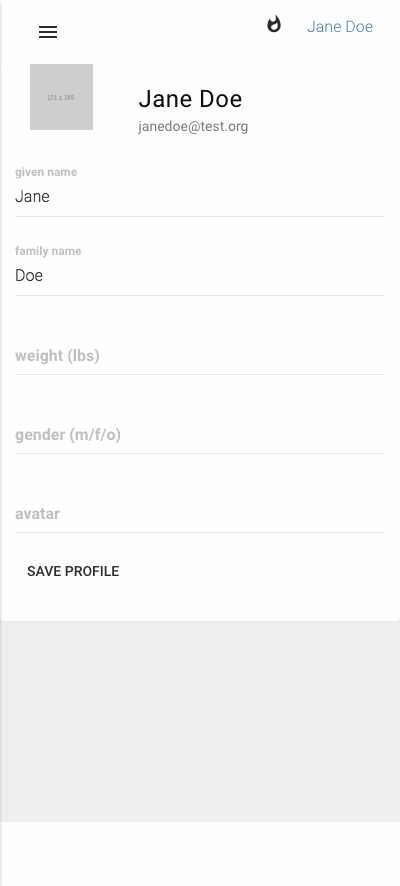 Jane Doe
171 x 180
Jane Doe
janedoe@test.org
given name
Jane
family name
Doe
weight (lbs)
gender (m/f/o)
avatar
SAVE PROFILE